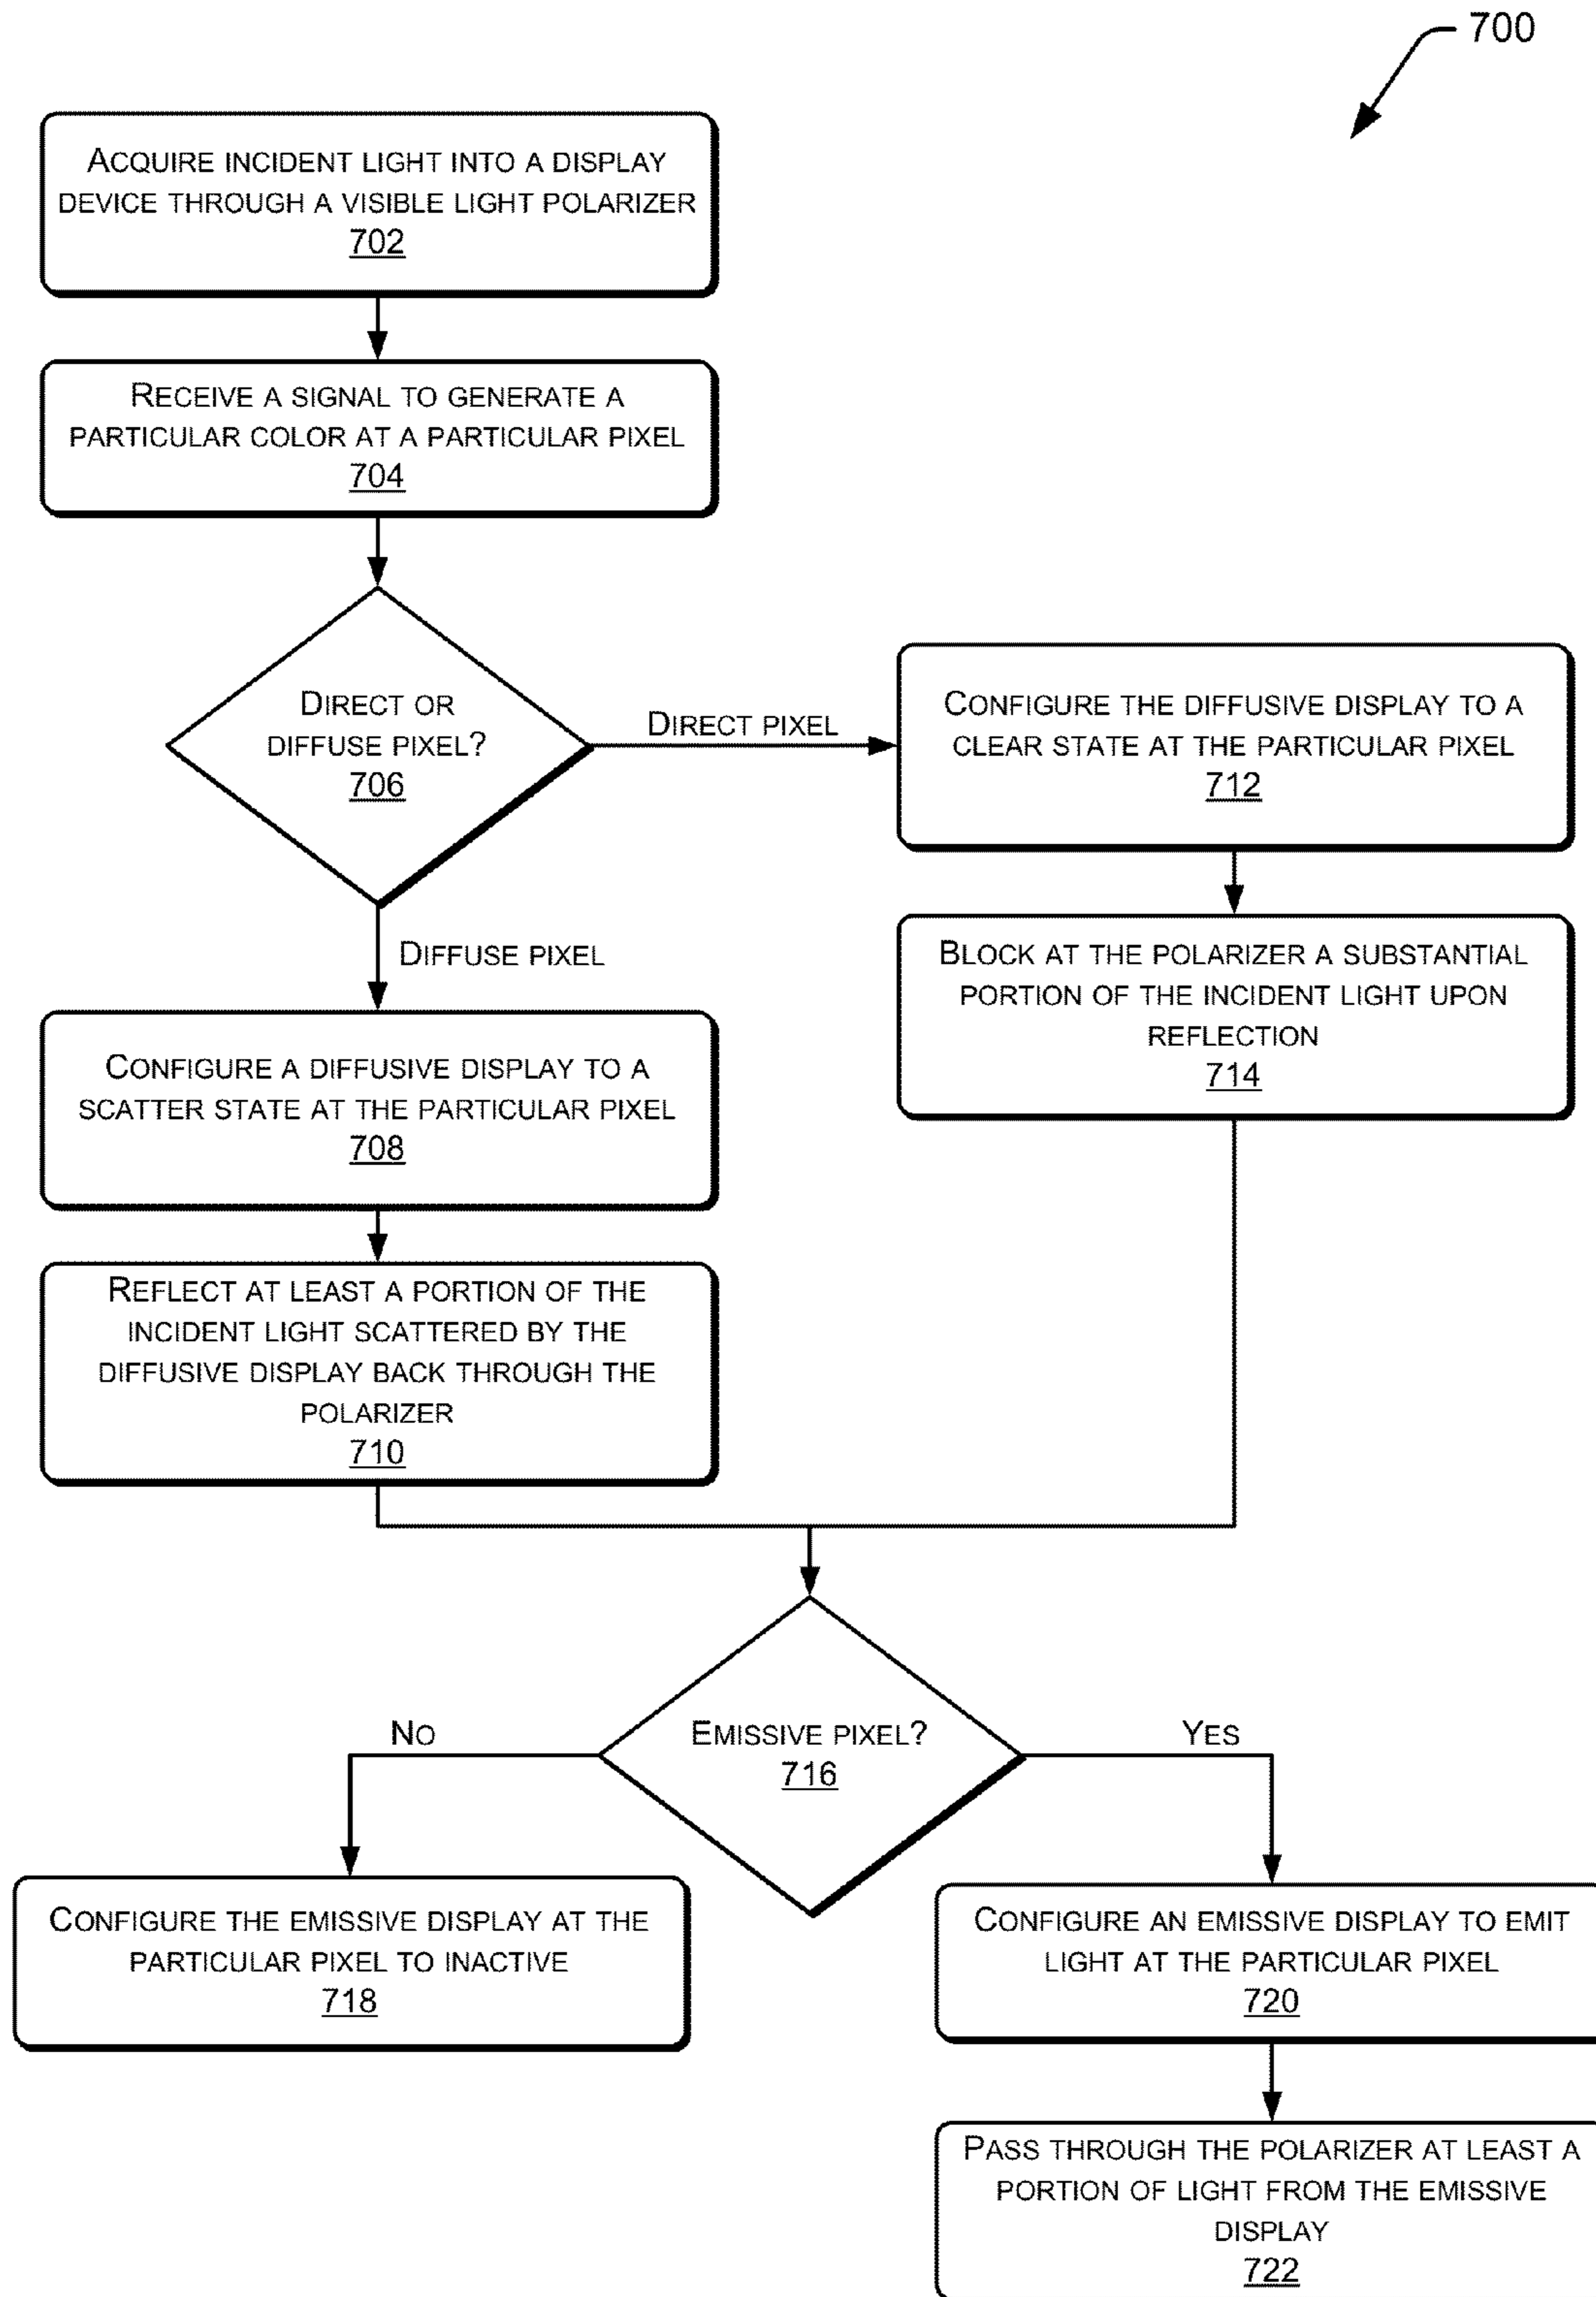 700
ACQUIRE INCIDENT LIGHT INTO A DISPLAY
DEVICE THROUGH A VISIBLE LIGHT POLARIZER
702
RECEIVE A SIGNAL TO GENERATE A
PARTICULAR COLOR AT A PARTICULAR PIXEL
704
DIRECT OR
DIFFUSE PIXEL?
706
DIRECT PIXEL
CONFIGURE THE DIFFUSIVE DISPLAY TO A
CLEAR STATE AT THE PARTICULAR PIXEL
712
BLOCK AT THE POLARIZER A SUBSTANTIAL
PORTION OF THE INCIDENT LIGHT UPON
REFLECTION
714
DIFFUSE PIXEL
CONFIGURE A DIFFUSIVE DISPLAY TO A
SCATTER STATE AT THE PARTICULAR PIXEL
708
REFLECT AT LEAST A PORTION OF THE
INCIDENT LIGHT SCATTERED BY THE
DIFFUSIVE DISPLAY BACK THROUGH THE
POLARIZER
710
EMISSIVE PIXEL?
716
NO
YES
CONFIGURE THE EMISSIVE DISPLAY AT THE
PARTICULAR PIXEL TO INACTIVE
718
CONFIGURE AN EMISSIVE DISPLAY TO EMIT
LIGHT AT THE PARTICULAR PIXEL
720
PASS THROUGH THE POLARIZER AT LEAST A
PORTION OF LIGHT FROM THE EMISSIVE
DISPLAY
722